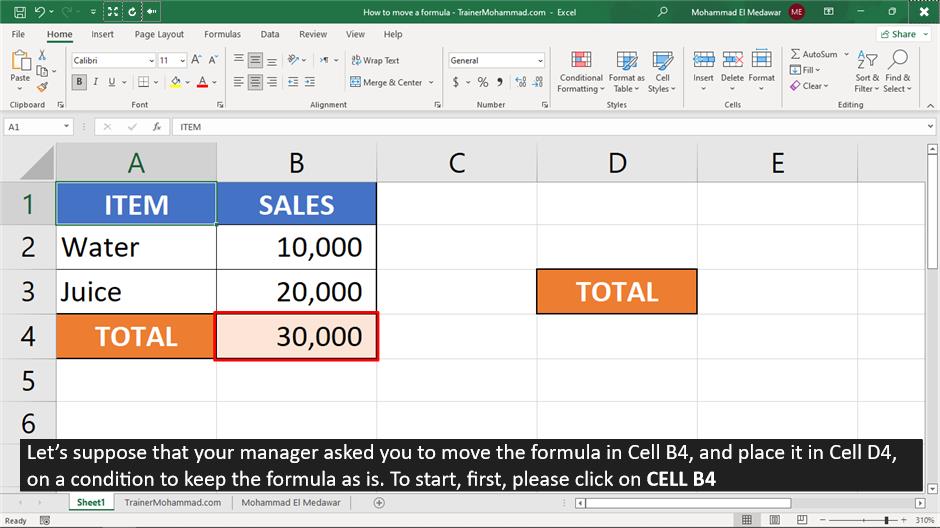 How to move a formula - TrainerMohammad.com - Excel
Mohammad El Medawar
ME
File Home Insert Page Layout Formulas Data Review View Help
Share
Paste
Clipboard
Calibri
11
B I U
Font
Wrap Text
Merge & Center
Alignment
General
$ % ,
Number
Conditional Formatting
Format as Table
Cell Styles
Styles
Insert Delete Format
Cells
AutoSum
Fill
Clear
Sort & Filter
Find & Select
Editing
A1
fx
ITEM
A B C D E
1 ITEM SALES
2 Water 10,000
3 Juice 20,000 TOTAL
4 TOTAL 30,000
5
6
Let's suppose that your manager asked you to move the formula in Cell B4, and place it in Cell D4,
on a condition to keep the formula as is. To start, first, please click on CELL B4
Sheet1 TrainerMohammad.com Mohammad El Medawar
Ready
310%